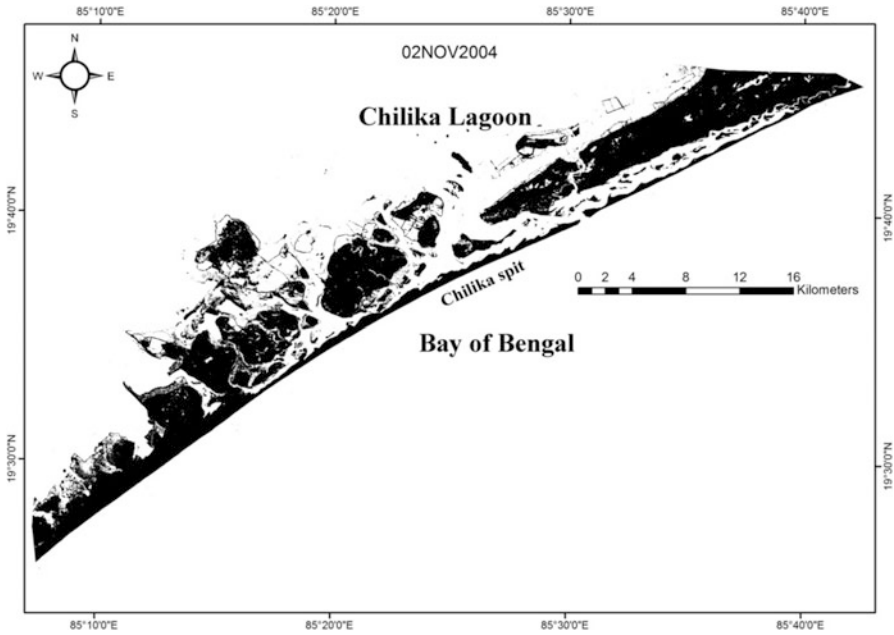 85°10'0"E 85°20'0"E 85°30'0"E 85°40'0"E
02NOV2004
N
W E
S
Chilika Lagoon
19°40'0"N 19°40'0"N
Chilika spit
0 2 4 8 12 16
Kilometers
Bay of Bengal
19°30'0"N 19°30'0"N
85°10'0"E 85°20'0"E 85°30'0"E 85°40'0"E